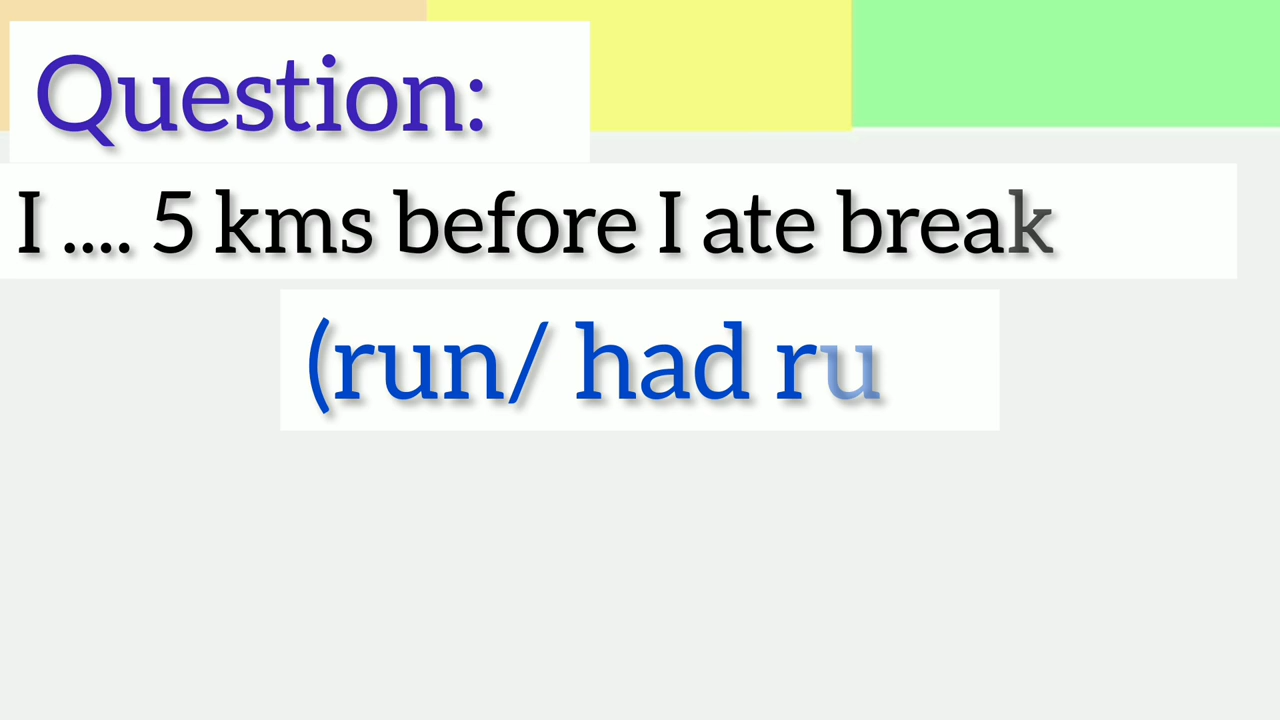 Question:
I .... 5 kms before I ate break
(run/ had ru